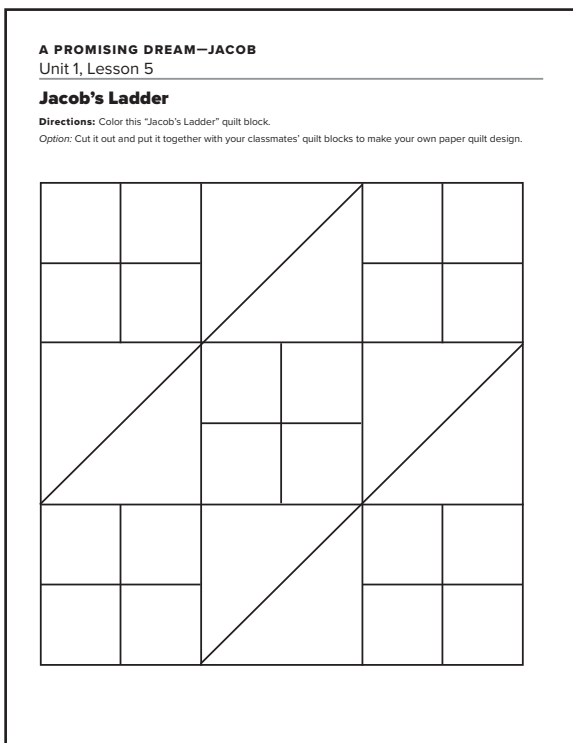 A PROMISING DREAM—JACOB
Unit 1, Lesson 5
Jacob's Ladder
Directions: Color this “Jacob’s Ladder” quilt block.
Option: Cut it out and put it together with your classmates’ quilt blocks to make your own paper quilt design.